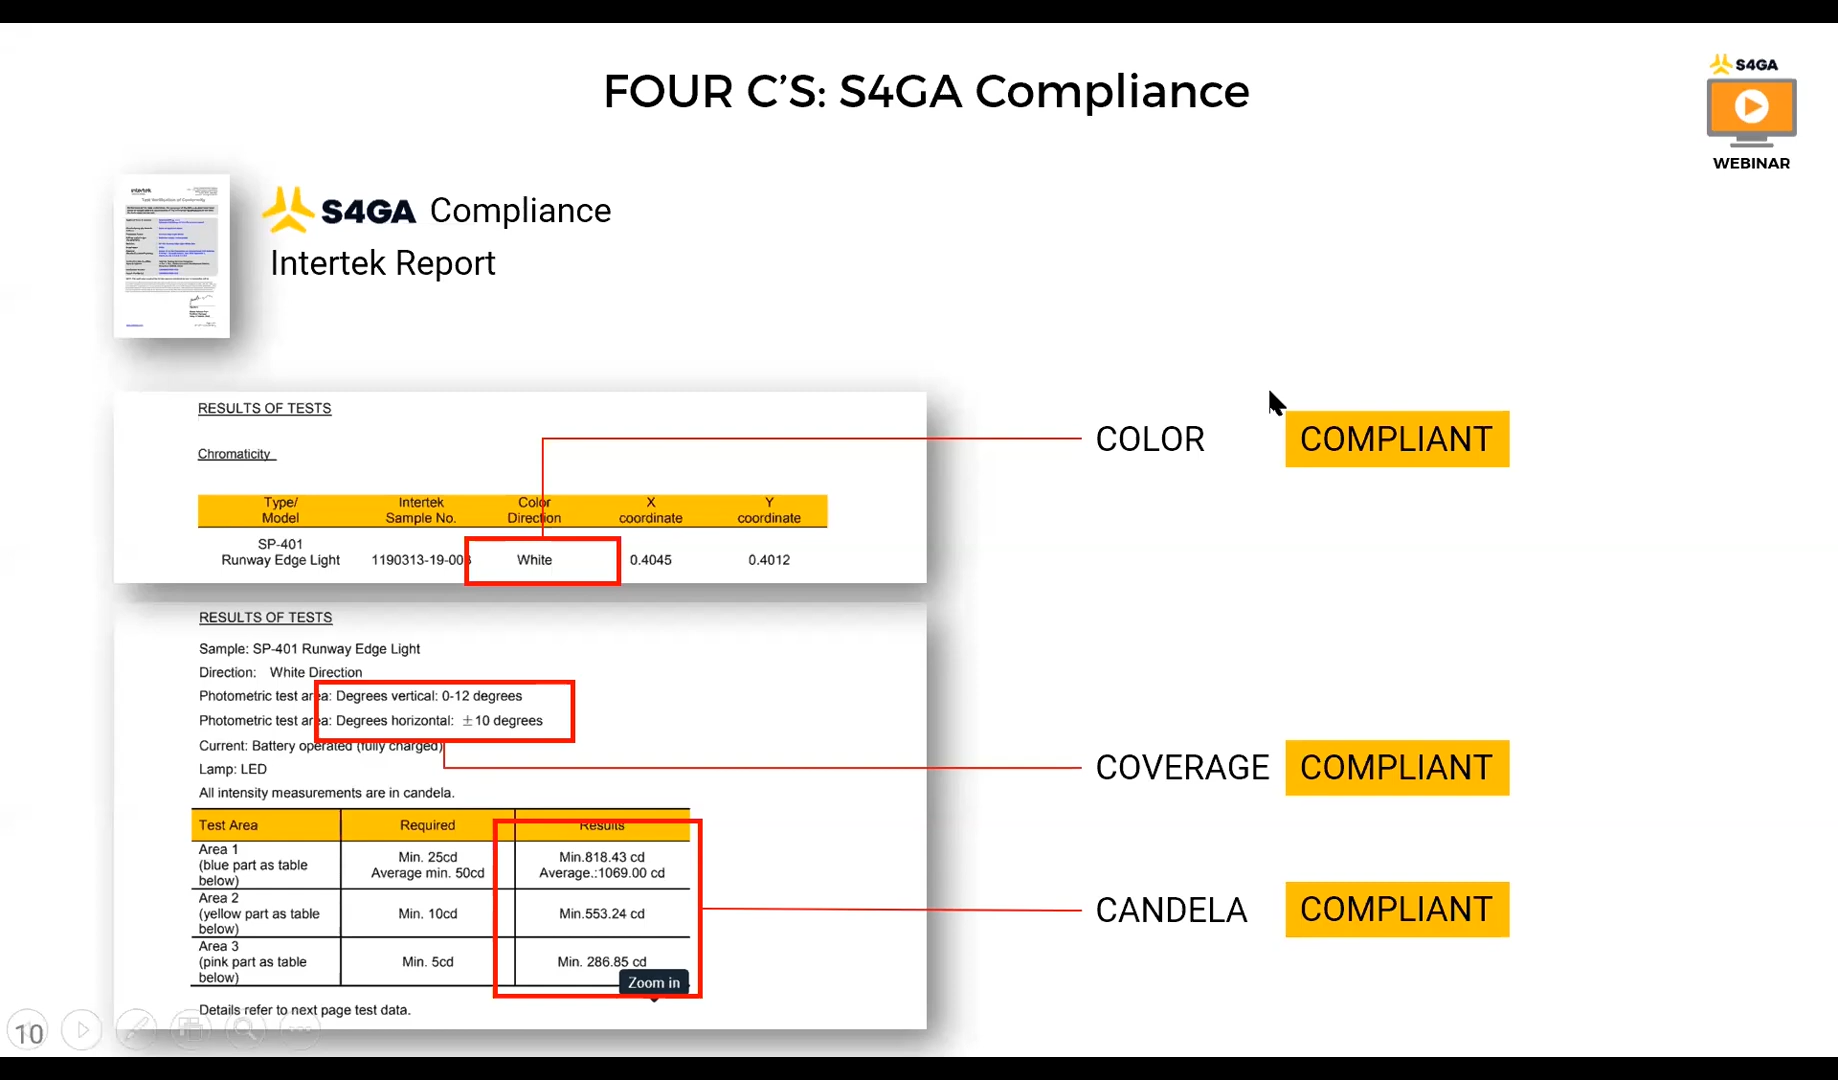 FOUR C'S: S4GA Compliance
S4GA
WEBINAR
intertek
Test Verification of Conformity
S4GA Compliance
Intertek Report
RESULTS OF TESTS
Chromaticity
Type/ Intertek Color X Y
Model Sample No. Direction coordinate coordinate
SP-401
Runway Edge Light 1190313-19-00 White 0.4045 0.4012
COLOR COMPLIANT
RESULTS OF TESTS
Sample: SP-401 Runway Edge Light
Direction: White Direction
Photometric test area: Degrees vertical: 0-12 degrees
Photometric test area: Degrees horizontal: ±10 degrees
Current: Battery operated (fully charged)
Lamp: LED
All intensity measurements are in candela.
COVERAGE COMPLIANT
Test Area Required Results
Area 1
(blue part as table
below)
Min. 25cd
Average min. 50cd
Min.818.43 cd
Average.:1069.00 cd
Area 2
(yellow part as table
below)
Min. 10cd
Min.553.24 cd
Area 3
(pink part as table
below)
Min. 5cd
Min. 286.85 cd
Zoom in
CANDELA COMPLIANT
Details refer to next page test data.
10